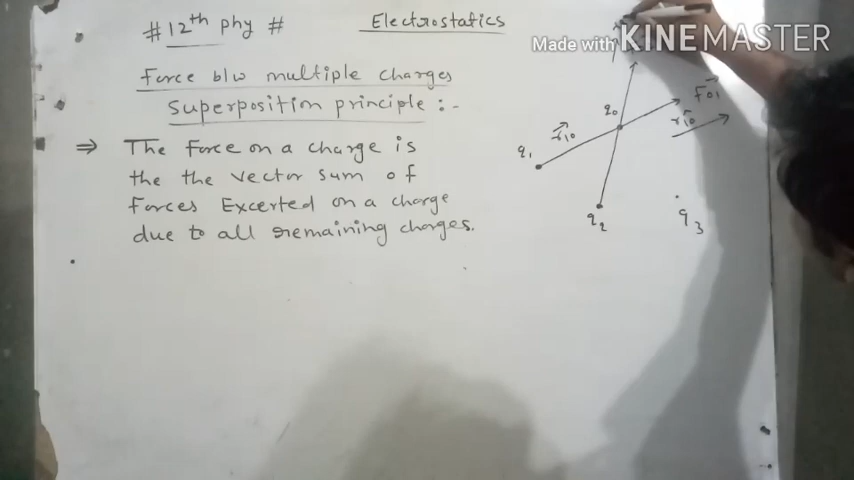 #12th phy #
Electrostatics
Made with KINEMASTER
Force b/w multiple charges
Superposition principle :-
⇒ The Force on a charge is
the the vector sum of
forces Excerted on a charge
due to all remaining charges.
q0
F01
r10
r10
q1
q2
q3